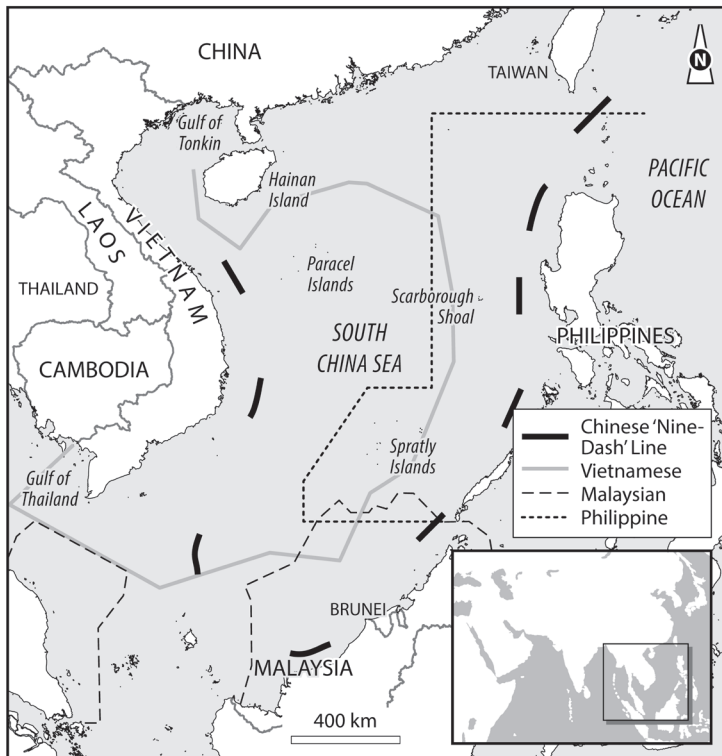 CHINA
TAIWAN
N
Gulf of
Tonkin
Hainan
Island
PACIFIC
OCEAN
LAOS
VIETNAM
THAILAND
Paracel
Islands
Scarborough
Shoal
SOUTH
CHINA SEA
PHILIPPINES
CAMBODIA
Spratly
Islands
Gulf of
Thailand
Chinese ‘Nine-
Dash’ Line
Vietnamese
Malaysian
Philippine
BRUNEI
MALAYSIA
400 km